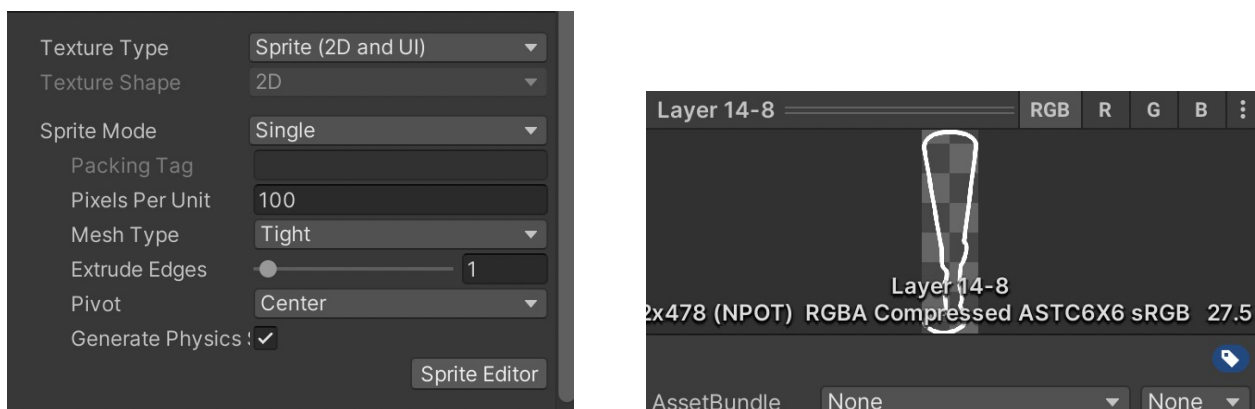 Texture Type Sprite (2D and UI)
Texture Shape 2D
Sprite Mode Single
Packing Tag
Pixels Per Unit 100
Mesh Type Tight
Extrude Edges 1
Pivot Center
Generate Physics
Sprite Editor
Layer 14-8 RGB R G B
Layer 14-8
2x478 (NPOT) RGBA Compressed ASTC6X6 sRGB 27.5
AssetBundle None None